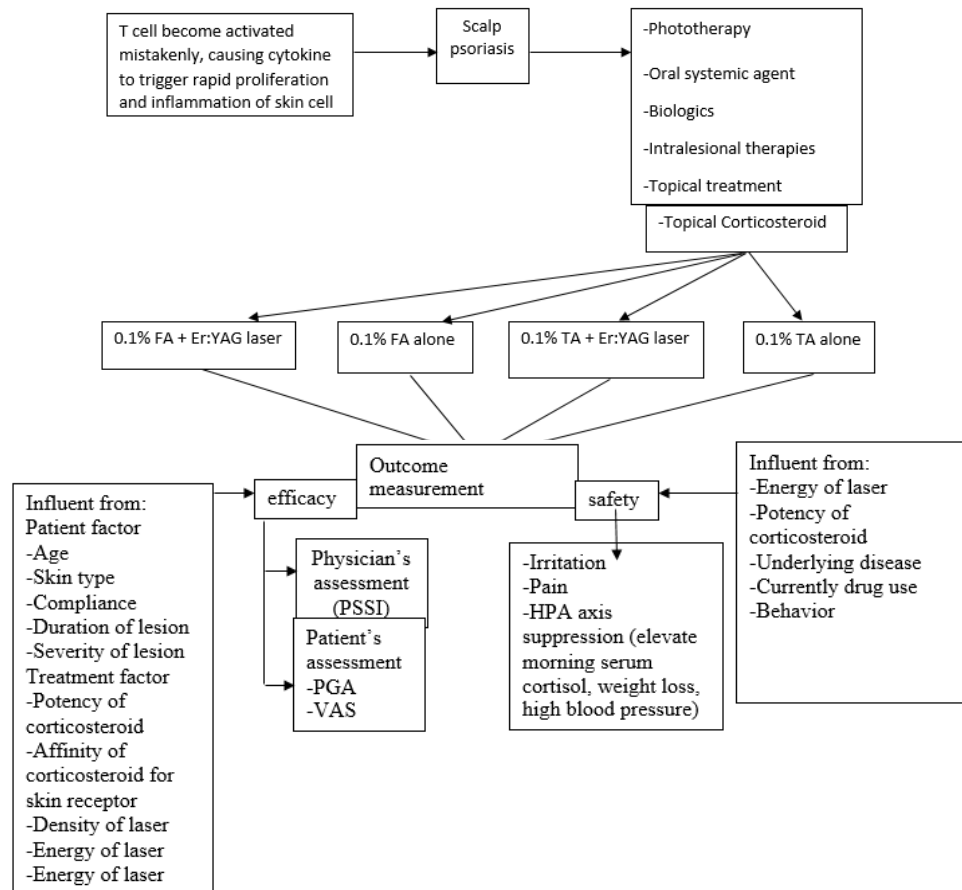 T cell become activated
mistakenly, causing cytokine
to trigger rapid proliferation
and inflammation of skin cell
Scalp
psoriasis
-Phototherapy
-Oral systemic agent
-Biologics
-Intralesional therapies
-Topical treatment
-Topical Corticosteroid
0.1% FA + Er:YAG laser
0.1% FA alone
0.1% TA + Er:YAG laser
0.1% TA alone
Outcome
measurement
efficacy
safety
Influent from:
Patient factor
-Age
-Skin type
-Compliance
-Duration of lesion
-Severity of lesion
Treatment factor
-Potency of
corticosteroid
-Affinity of
corticosteroid for
skin receptor
-Density of laser
-Energy of laser
-Energy of laser
Physician's
assessment
(PSSI)
Patient's
assessment
-PGA
-VAS
-Irritation
-Pain
-HPA axis
suppression (elevate
morning serum
cortisol, weight loss,
high blood pressure)
Influent from:
-Energy of laser
-Potency of
corticosteroid
-Underlying disease
-Currently drug use
-Behavior